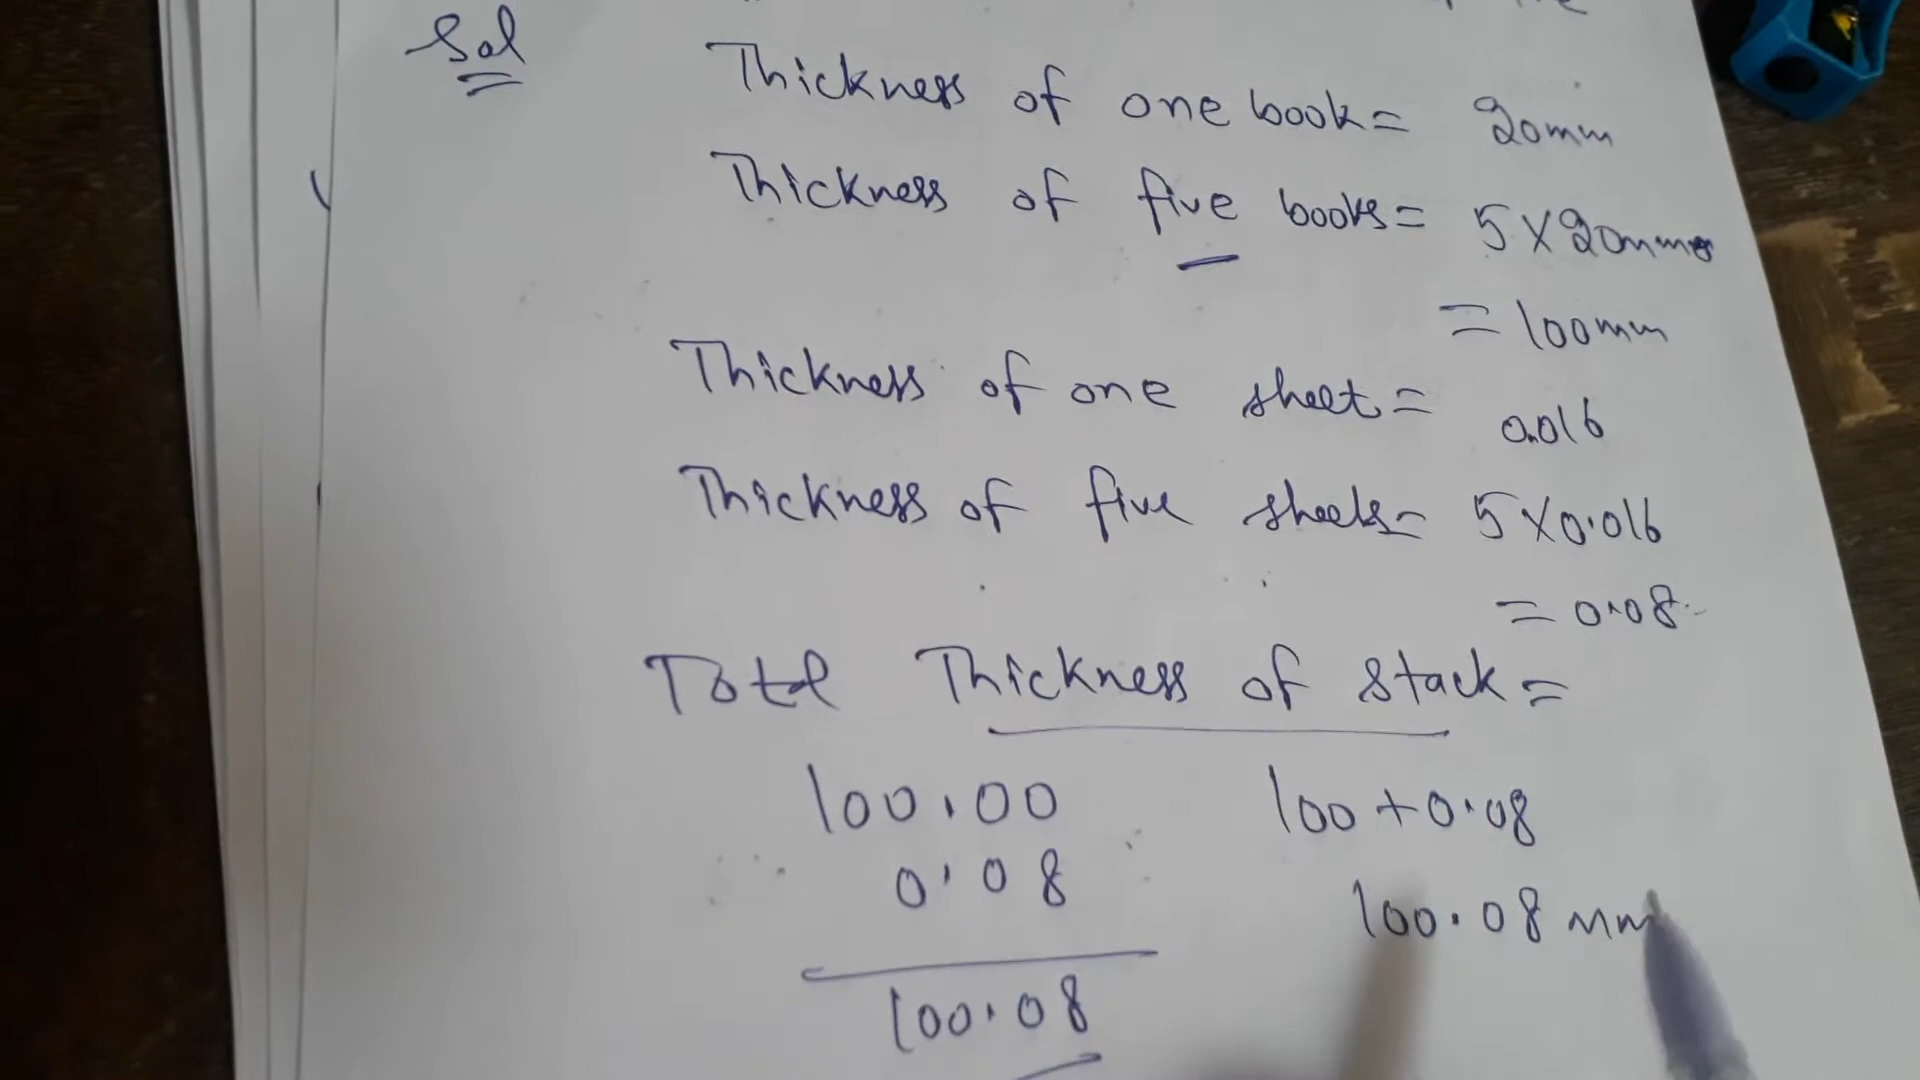 Sol
Thickness of one book = 20mm
Thickness of five books = 5 X 20mm
= 100mm
Thickness of one sheet = 0.016
Thickness of five sheets = 5 X 0.016
= 0.08
Total Thickness of stack =
100.00
0.08
100.08
100 + 0.08
100.08 mm